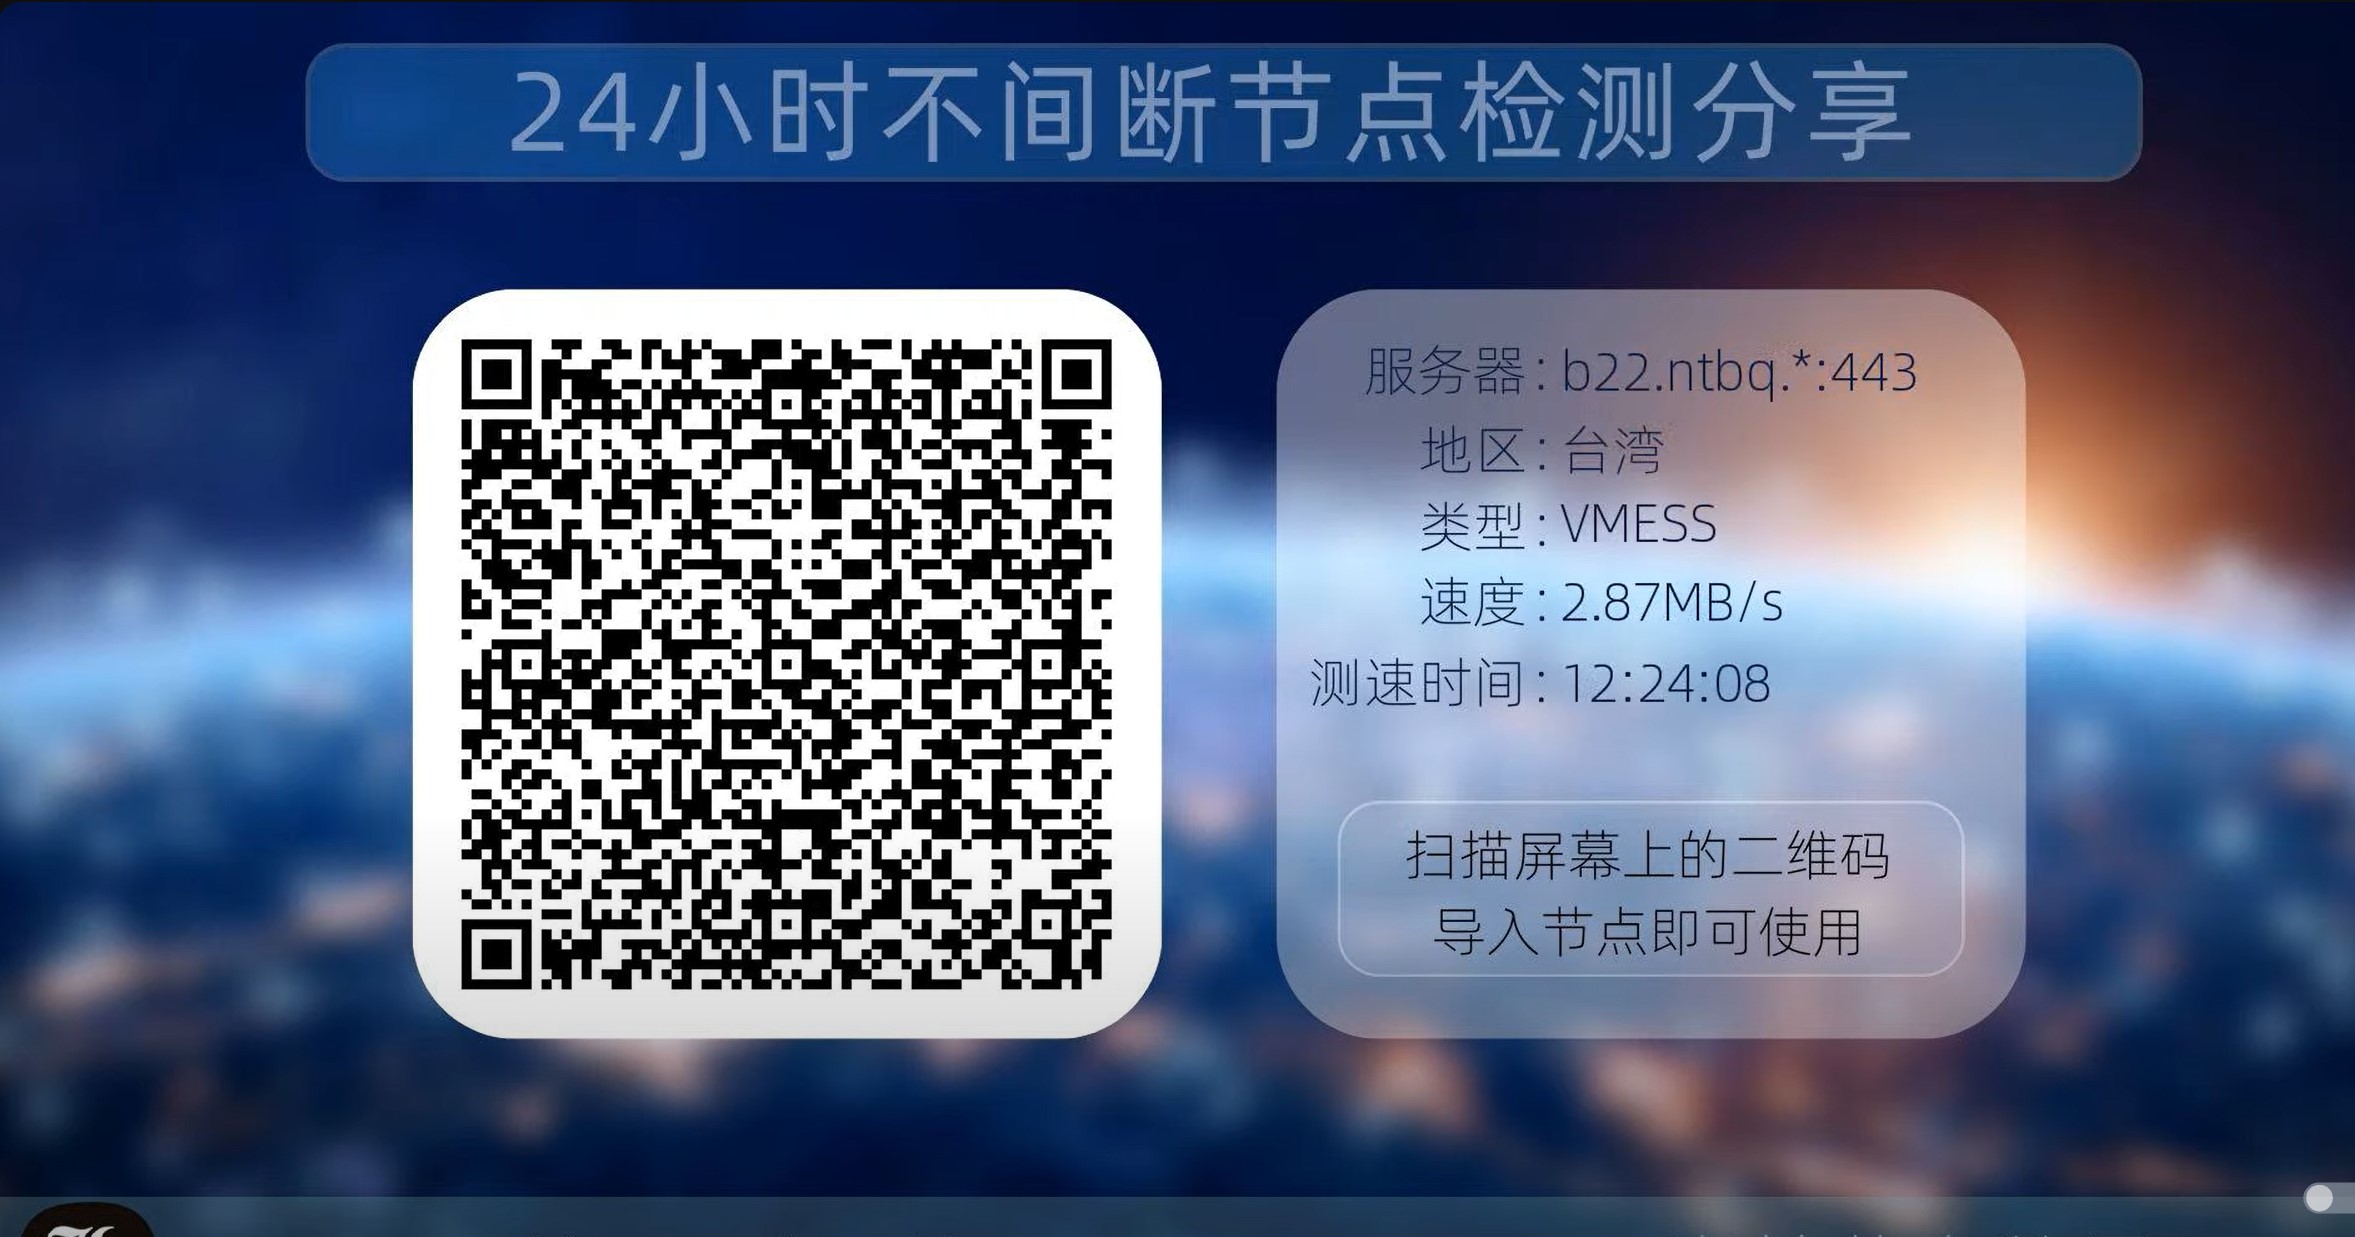 24小时不间断节点检测分享
服务器:b22.ntbq.*:443
地区:台湾
类型:VMESS
速度:2.87MB/s
测速时间:12:24:08
扫描屏幕上的二维码
导入节点即可使用